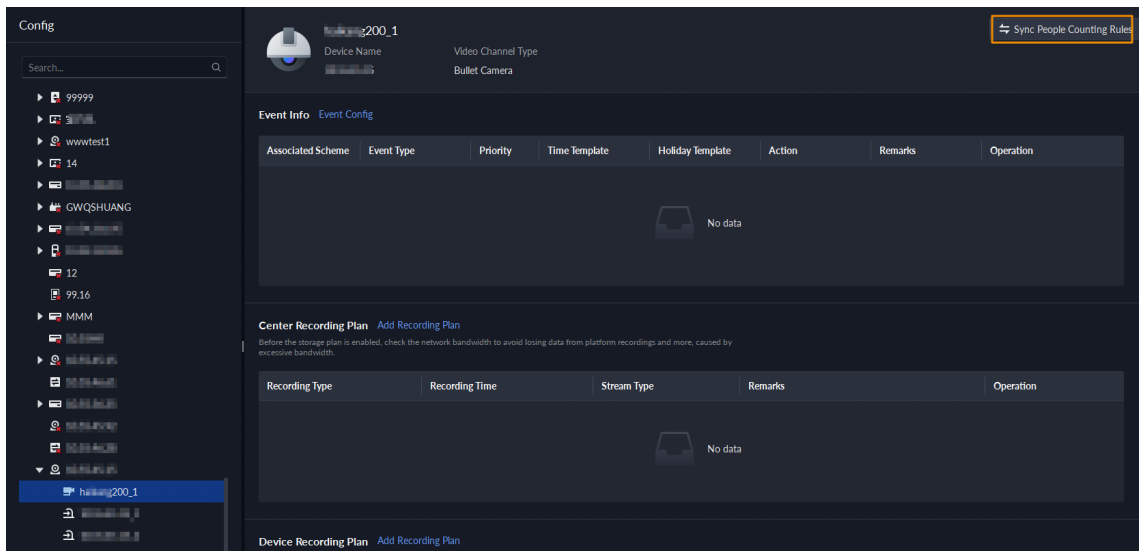 Config
Search...
99999
wwwtest1
14
GWQSHUANG
12
99.16
MMM
200_1
200_1
Device Name
Video Channel Type
Bullet Camera
Sync People Counting Rules
Event Info Event Config
Associated Scheme Event Type Priority Time Template Holiday Template Action Remarks Operation
No data
Center Recording Plan Add Recording Plan
Before the storage plan is enabled, check the network bandwidth to avoid losing data from platform recordings and more, caused by
excessive bandwidth.
Recording Type Recording Time Stream Type Remarks Operation
No data
Device Recording Plan Add Recording Plan